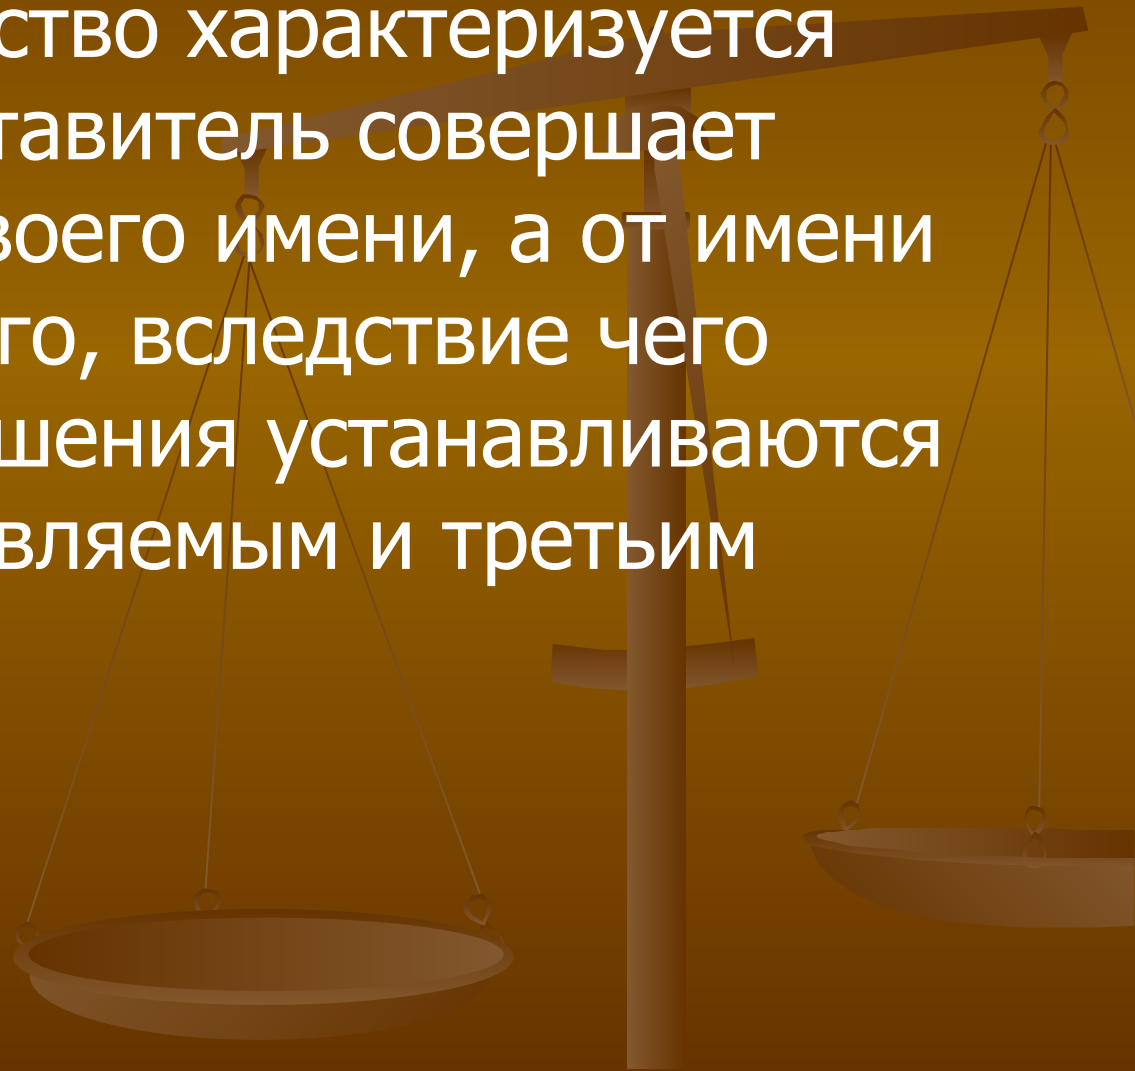 ство характеризуется
тавитель совершает
воего имени, а от имени
го, вследствие чего
шения устанавливаются
вляемым и третьим